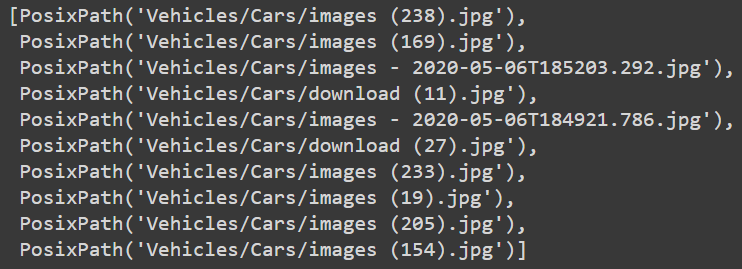 [PosixPath('Vehicles/Cars/images (238).jpg'),
PosixPath('Vehicles/Cars/images (169).jpg'),
PosixPath('Vehicles/Cars/images - 2020-05-06T185203.292.jpg'),
PosixPath('Vehicles/Cars/download (11).jpg'),
PosixPath('Vehicles/Cars/images - 2020-05-06T184921.786.jpg'),
PosixPath('Vehicles/Cars/download (27).jpg'),
PosixPath('Vehicles/Cars/images (233).jpg'),
PosixPath('Vehicles/Cars/images (19).jpg'),
PosixPath('Vehicles/Cars/images (205).jpg'),
PosixPath('Vehicles/Cars/images (154).jpg')]